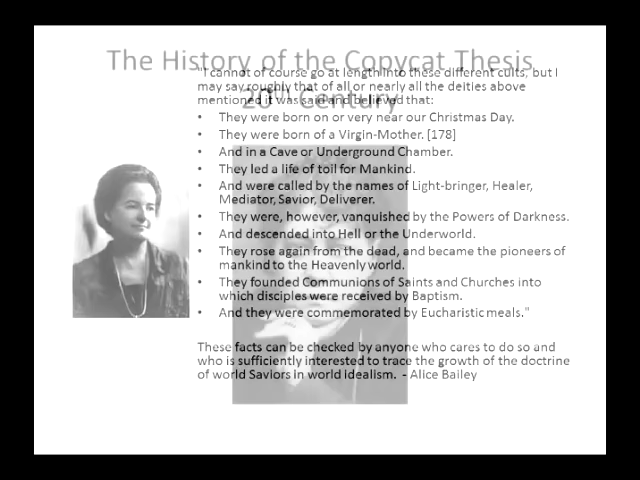 The History of the Copycat Thesis
20th Century
"I cannot of course go at length into these different cults, but I
may say roughly that of all or nearly all the deities above
mentioned it was said and believed that:
• They were born on or very near our Christmas Day.
• They were born of a Virgin-Mother. [178]
• And in a Cave or Underground Chamber.
• They led a life of toil for Mankind.
• And were called by the names of Light-bringer, Healer,
Mediator, Savior, Deliverer.
• They were, however, vanquished by the Powers of Darkness.
• And descended into Hell or the Underworld.
• They rose again from the dead, and became the pioneers of
mankind to the Heavenly world.
• They founded Communions of Saints and Churches into
which disciples were received by Baptism.
• And they were commemorated by Eucharistic meals."
These facts can be checked by anyone who cares to do so and
who is sufficiently interested to trace the growth of the doctrine
of world Saviors in world idealism. - Alice Bailey